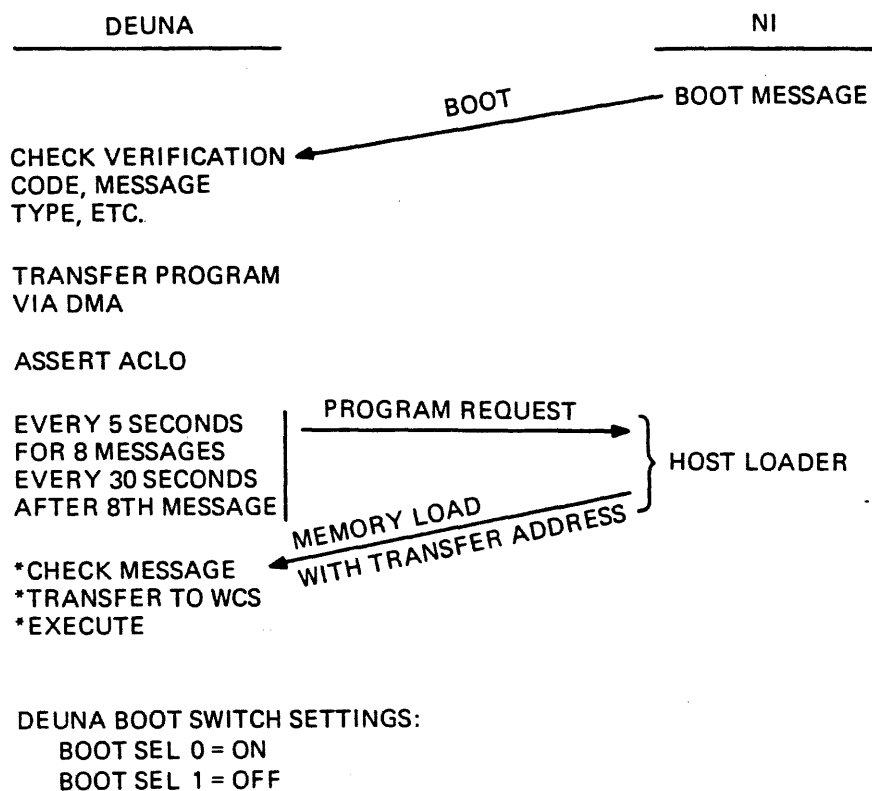 DEUNA
NI
BOOT
BOOT MESSAGE
CHECK VERIFICATION
CODE, MESSAGE
TYPE, ETC.
TRANSFER PROGRAM
VIA DMA
ASSERT ACLO
EVERY 5 SECONDS
FOR 8 MESSAGES
EVERY 30 SECONDS
AFTER 8TH MESSAGE
PROGRAM REQUEST
HOST LOADER
MEMORY LOAD
WITH TRANSFER ADDRESS
*CHECK MESSAGE
*TRANSFER TO WCS
*EXECUTE
DEUNA BOOT SWITCH SETTINGS:
BOOT SEL 0 = ON
BOOT SEL 1 = OFF